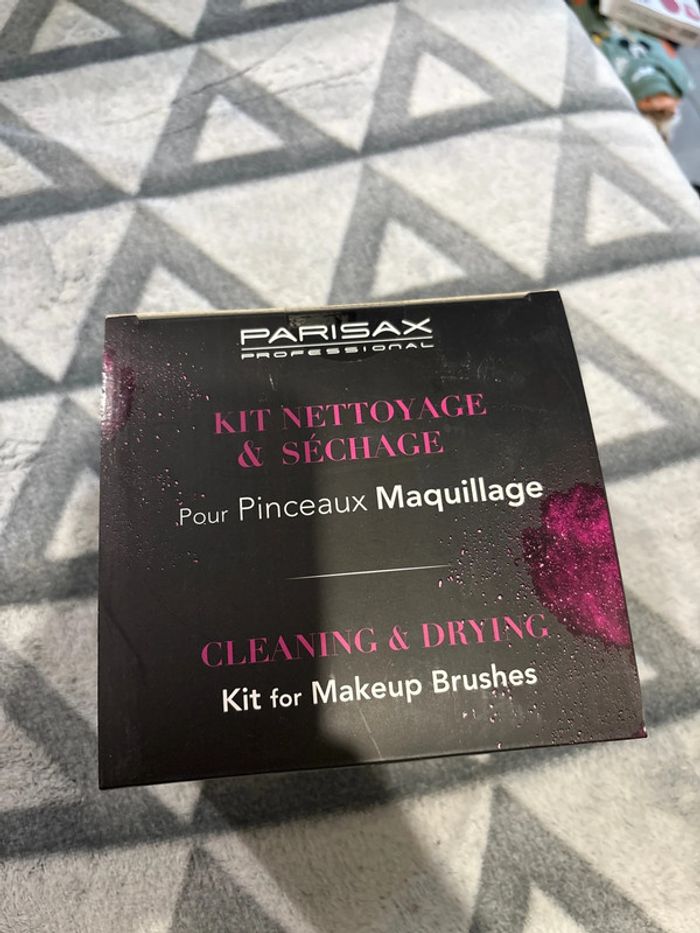 PARISAX
PROFESSIONAL
KIT NETTOYAGE
& SÉCHAGE
Pour Pinceaux Maquillage
CLEANING & DRYING
Kit for Makeup Brushes